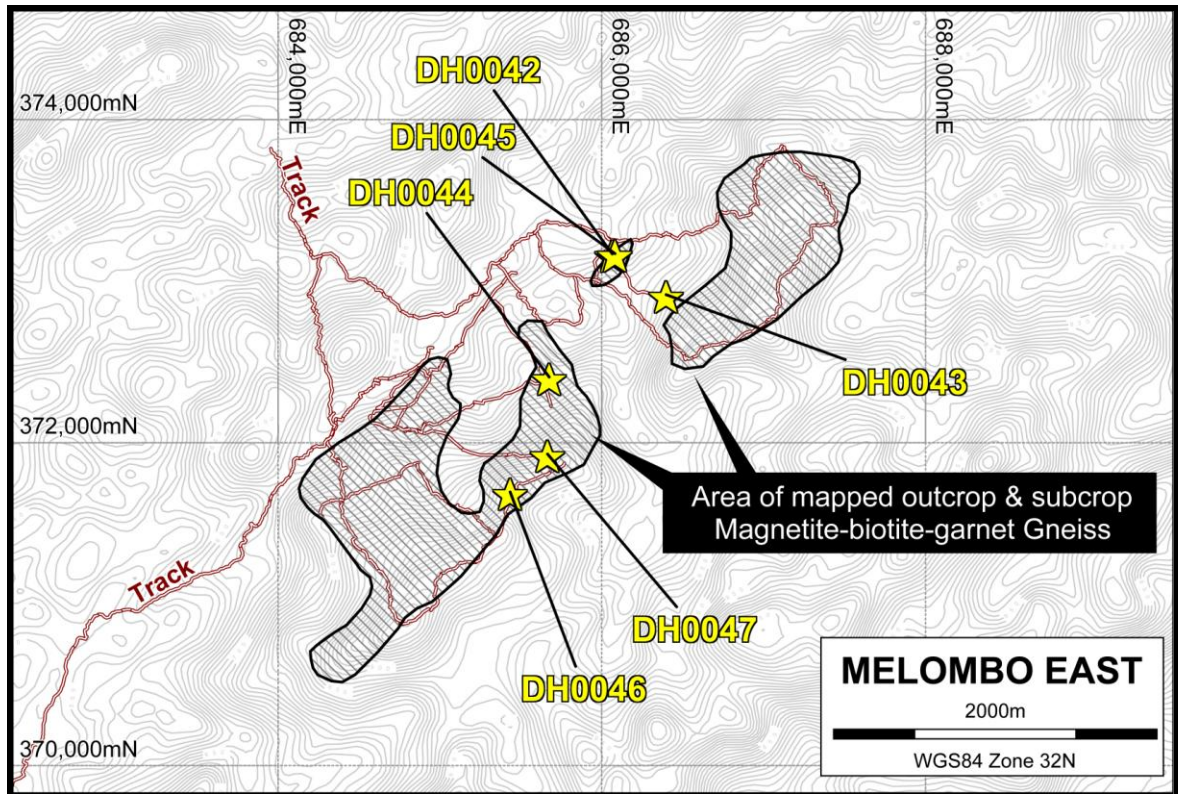 684,000mE
686,000mE
688,000mE
DH0042
374,000mN
DH0045
Track
DH0044
DH0043
372,000mN
Area of mapped outcrop & subcrop
Magnetite-biotite-garnet Gneiss
Track
DH0047
DH0046
MELOMBO EAST
2000m
370,000mN
WGS84 Zone 32N